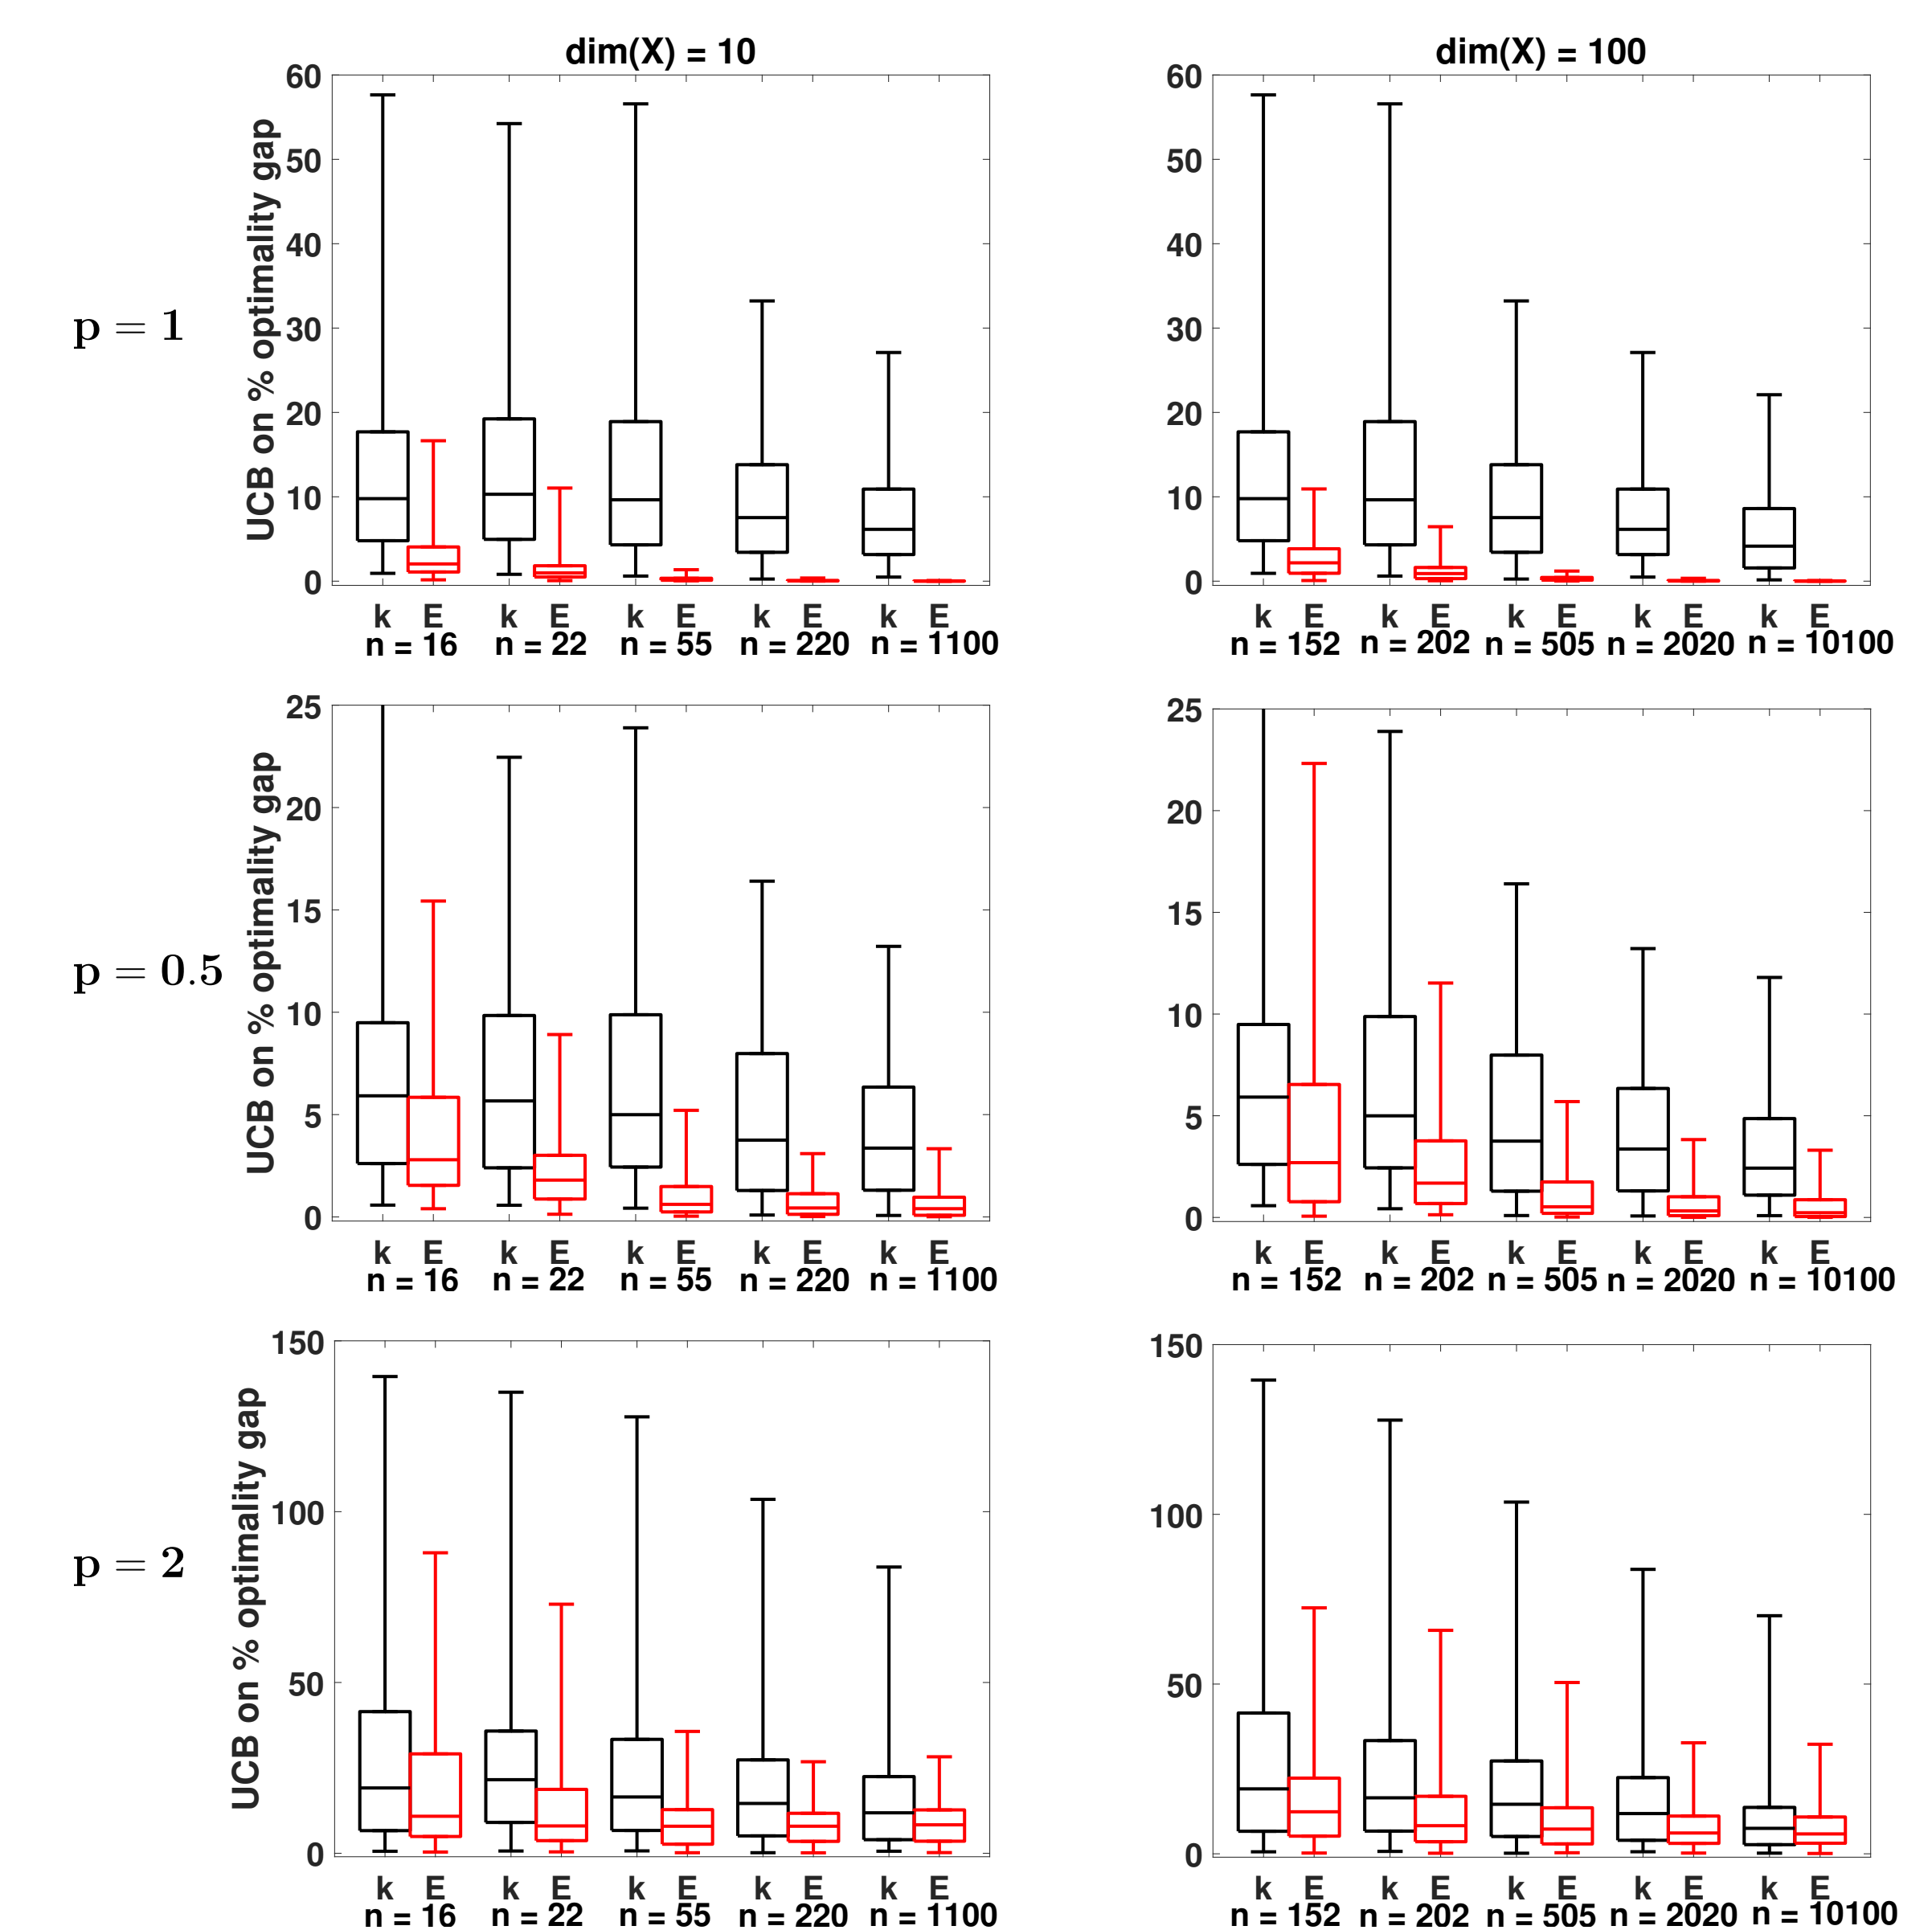 dim(X) = 10
dim(X) = 100
p = 1
UCB on % optimality gap
60
50
40
30
20
10
0
k E k E k E k E k E
n = 16 n = 22 n = 55 n = 220 n = 1100
60
50
40
30
20
10
0
k E k E k E k E k E
n = 152 n = 202 n = 505 n = 2020 n = 10100
p = 0.5
UCB on % optimality gap
25
20
15
10
5
0
k E k E k E k E k E
n = 16 n = 22 n = 55 n = 220 n = 1100
25
20
15
10
5
0
k E k E k E k E k E
n = 152 n = 202 n = 505 n = 2020 n = 10100
p = 2
UCB on % optimality gap
150
100
50
0
k E k E k E k E k E
n = 16 n = 22 n = 55 n = 220 n = 1100
150
100
50
0
k E k E k E k E k E
n = 152 n = 202 n = 505 n = 2020 n = 10100